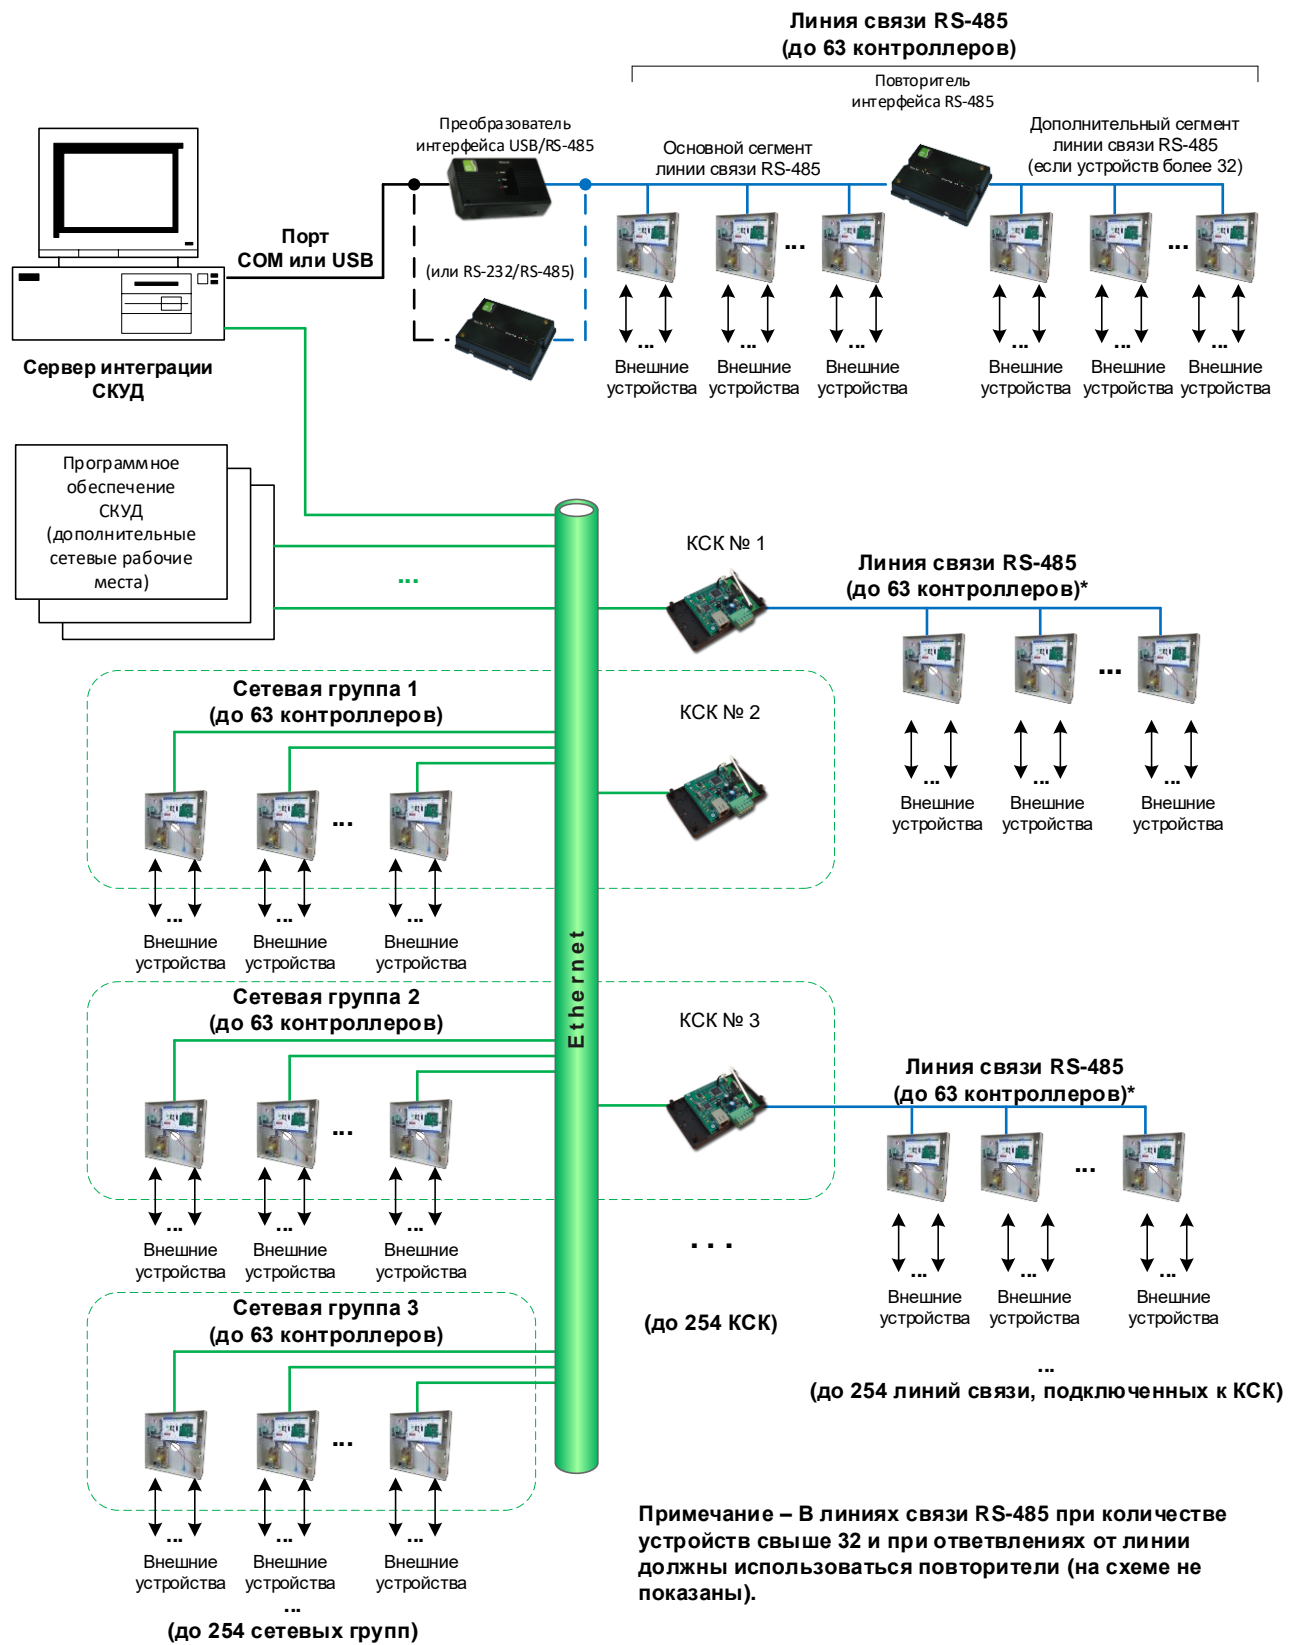 Линия связи RS-485
(до 63 контроллеров)
Повторитель
интерфейса RS-485
Преобразователь
интерфейса USB/RS-485
Основной сегмент
линии связи RS-485
Дополнительный сегмент
линии связи RS-485
(если устройств более 32)
...
...
Порт
COM или USB
(или RS-232/RS-485)
... ... ... ... ... ...
Внешние устройства
Внешние устройства
Внешние устройства
Внешние устройства
Внешние устройства
Внешние устройства
Сервер интеграции
СКУД
Программное
обеспечение
СКУД
(дополнительные
сетевые рабочие
места)
...
КСК № 1
Линия связи RS-485
(до 63 контроллеров)*
...
... ... ...
Внешние устройства
Внешние устройства
Внешние устройства
Сетевая группа 1
(до 63 контроллеров)
КСК № 2
...
... ... ...
Внешние устройства
Внешние устройства
Внешние устройства
Ethernet
Сетевая группа 2
(до 63 контроллеров)
КСК № 3
Линия связи RS-485
(до 63 контроллеров)*
...
...
... ... ...
Внешние устройства
Внешние устройства
Внешние устройства
... ... ...
Внешние устройства
Внешние устройства
Внешние устройства
. . .
(до 254 КСК)
...
(до 254 линий связи, подключенных к КСК)
Сетевая группа 3
(до 63 контроллеров)
...
... ... ...
Внешние устройства
Внешние устройства
Внешние устройства
...
(до 254 сетевых групп)
Примечание – В линиях связи RS-485 при количестве
устройств свыше 32 и при ответвлениях от линии
должны использоваться повторители (на схеме не
показаны).